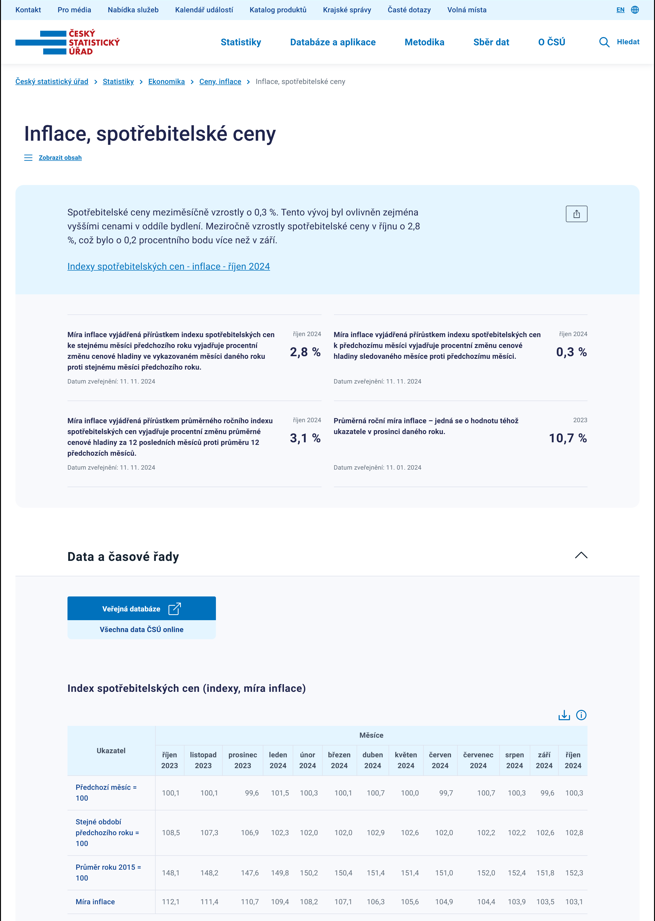 Kontakt Pro média Nabídka služeb Kalendář událostí Katalog produktů Krajské správy Časté dotazy Volná místa EN
ČESKÝ
STATISTICKÝ
ÚŘAD
Statistiky Databáze a aplikace Metodika Sběr dat O ČSÚ Hledat
Český statistický úřad > Statistiky > Ekonomika > Ceny, inflace > Inflace, spotřebitelské ceny
Inflace, spotřebitelské ceny
Zobrazit obsah
Spotřebitelské ceny meziměsíčně vzrostly o 0,3 %. Tento vývoj byl ovlivněn zejména
vyššími cenami v oddíle bydlení. Meziročně vzrostly spotřebitelské ceny v říjnu o 2,8
%, což bylo o 0,2 procentního bodu více než v září.
Indexy spotřebitelských cen - inflace - říjen 2024
Míra inflace vyjádřená přírůstkem indexu spotřebitelských cen
ke stejnému měsíci předchozího roku vyjadřuje procentní
změnu cenové hladiny ve vykazovaném měsíci daného roku
proti stejnému měsíci předchozího roku.
Datum zveřejnění: 11. 11. 2024
říjen 2024
2,8 %
Míra inflace vyjádřená přírůstkem indexu spotřebitelských cen
k předchozímu měsíci vyjadřuje procentní změnu cenové
hladiny sledovaného měsíce proti předchozímu měsíci.
Datum zveřejnění: 11. 11. 2024
říjen 2024
0,3 %
Míra inflace vyjádřená přírůstkem průměrného ročního indexu
spotřebitelských cen vyjadřuje procentní změnu průměrné
cenové hladiny za 12 posledních měsíců proti průměru 12
předchozích měsíců.
Datum zveřejnění: 11. 11. 2024
říjen 2024
3,1 %
Průměrná roční míra inflace – jedná se o hodnotu téhož
ukazatele v prosinci daného roku.
Datum zveřejnění: 11. 01. 2024
2023
10,7 %
Data a časové řady
Veřejná databáze
Všechna data ČSÚ online
Index spotřebitelských cen (indexy, míra inflace)
Ukazatel
Měsíce
říjen 2023 listopad 2023 prosinec 2023 leden 2024 únor 2024 březen 2024 duben 2024 květen 2024 červen 2024 červenec 2024 srpen 2024 září 2024 říjen 2024
Předchozí měsíc = 100 100,1 100,1 99,6 101,5 100,3 100,1 100,7 100,0 99,7 100,7 100,3 99,6 100,3
Stejné období předchozího roku = 100 108,5 107,3 106,9 102,3 102,0 102,0 102,9 102,6 102,0 102,2 102,2 102,6 102,8
Průměr roku 2015 = 100 148,1 148,2 147,6 149,8 150,2 150,4 151,4 151,4 151,0 152,0 152,4 151,8 152,3
Míra inflace 112,1 111,4 110,7 109,4 108,2 107,1 106,3 105,6 104,9 104,4 103,9 103,5 103,1